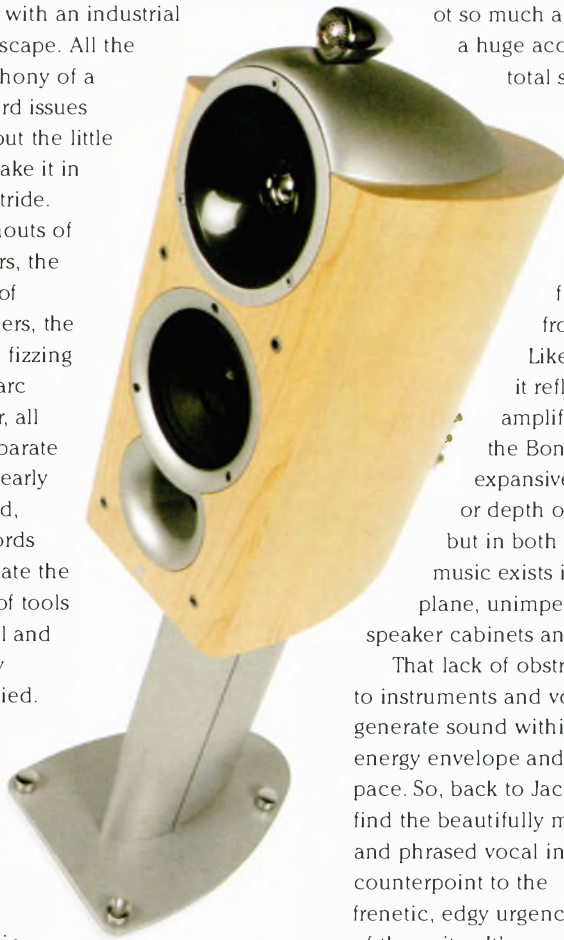 with an industrial
scape. All the
hony of a
rd issues
out the little
ake it in
tride.
outs of
rs, the
of
ers, the
fizzing
arc
r, all
parate
early
d,
ords
ate the
of tools
l and
y
ied.
ot so much a
a huge acc
total s
f
fro
Like
it refl
amplif
the Bon
expansive
or depth o
but in both
music exists i
plane, unimpe
speaker cabinets an
That lack of obstr
to instruments and vo
generate sound withi
energy envelope and
pace. So, back to Jac
find the beautifully m
and phrased vocal in
counterpoint to the
frenetic, edgy urgenc